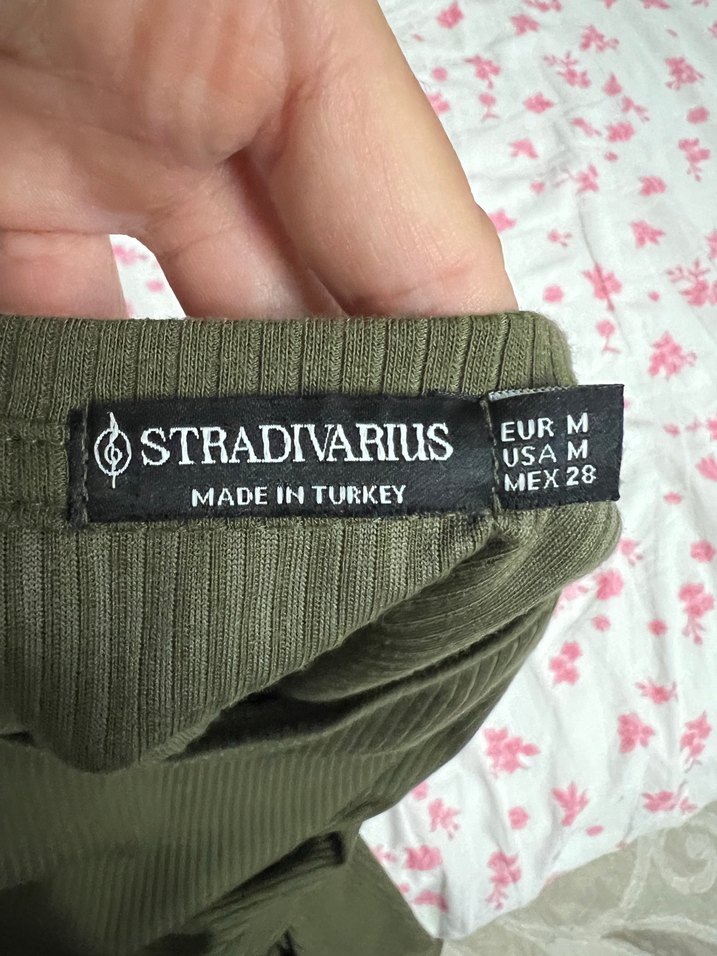 STRADIVARIUS
MADE IN TURKEY
EUR M
USA M
MEX 28